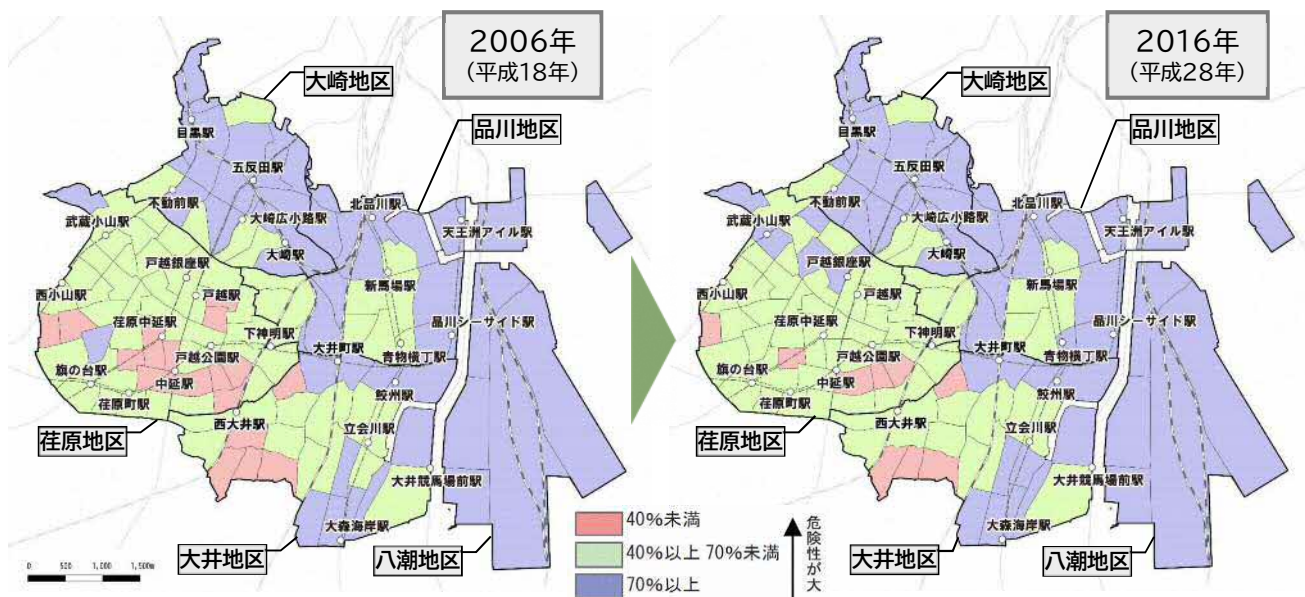 2006年
(平成18年)
大崎地区
品川地区
目黒駅
五反田駅
不動前駅
北品川駅
武蔵小山駅
大崎広小路駅
天王洲アイル駅
大崎駅
戸越銀座駅
新馬場駅
西小山駅
戸越駅
荏原中延駅
下神明駅
品川シーサイド駅
戸越公園駅
大井町駅
青物横丁駅
旗の台駅
中延駅
鮫洲駅
荏原町駅
西大井駅
立会川駅
荏原地区
大井競馬場前駅
大森海岸駅
大井地区
八潮地区
0 500 1,000 1,500m
2016年
(平成28年)
大崎地区
品川地区
目黒駅
五反田駅
不動前駅
北品川駅
武蔵小山駅
大崎広小路駅
天王洲アイル駅
戸越銀座駅
大崎駅
新馬場駅
西小山駅
戸越駅
荏原中延駅
下神明駅
品川シーサイド駅
戸越公園駅
大井町駅
青物横丁駅
旗の台駅
中延駅
鮫州駅
荏原町駅
西大井駅
立会川駅
荏原地区
大井競馬場前駅
大森海岸駅
大井地区
八潮地区
40%未満
40%以上 70%未満
70%以上
危険性が大